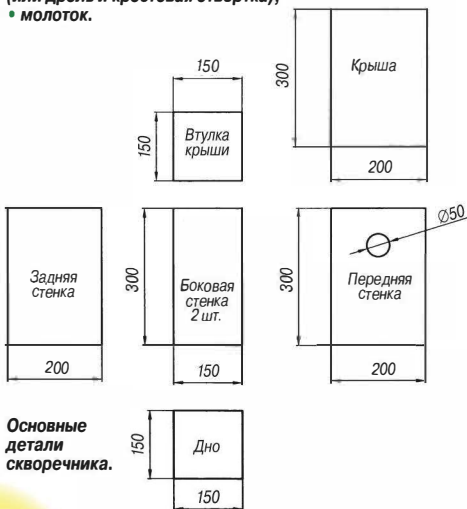 (или дрель и крестовая отвертка);
• молоток.
150
300
Крыша
150
Втулка
крыши
200
Ø50
300
300
Задняя
стенка
Боковая
стенка
2 шт.
Передняя
стенка
200
150
200
Основные
детали
скворечника.
150
Дно
150